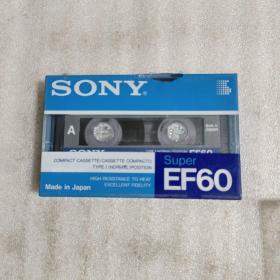 SONY
A
SONY
EF60
COMPACT CASSETTE/CASSETTE COMPACTO
TYPE I (NORMAL) POSITION
HIGH RESISTANCE TO HEAT
EXCELLENT FIDELITY
Made in Japan
Super
EF60